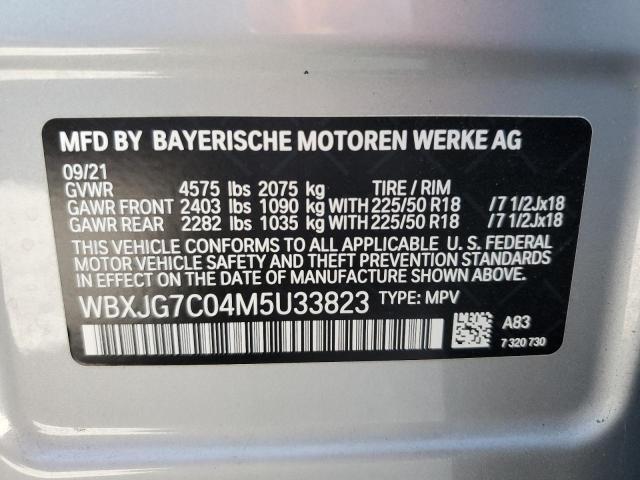 MFD BY BAYERISCHE MOTOREN WERKE AG
09/21
GVWR 4575 lbs 2075 kg TIRE / RIM
GAWR FRONT 2403 lbs 1090 kg WITH 225/50 R18 /7 1/2Jx18
GAWR REAR 2282 lbs 1035 kg WITH 225/50 R18 /7 1/2Jx18
THIS VEHICLE CONFORMS TO ALL APPLICABLE U. S. FEDERAL
MOTOR VEHICLE SAFETY AND THEFT PREVENTION STANDARDS
IN EFFECT ON THE DATE OF MANUFACTURE SHOWN ABOVE.
WBXJG7C04M5U33823 TYPE: MPV
A83
7 320 730